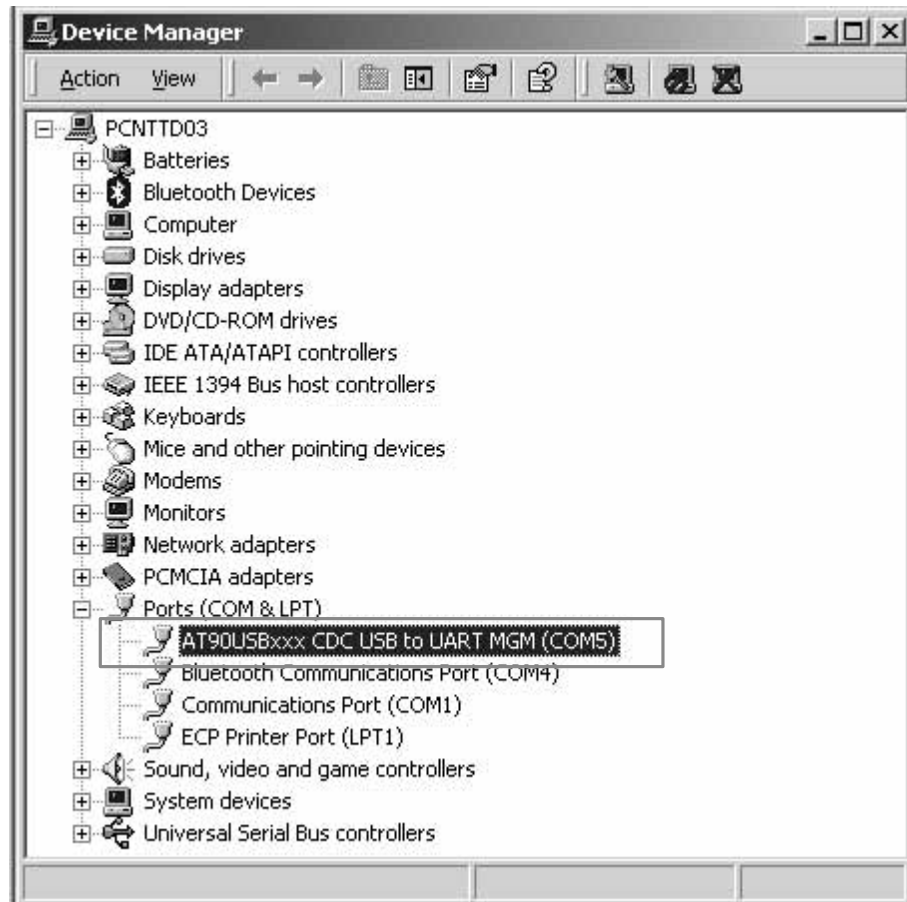 Device Manager
Action View
PCNTTD03
Batteries
Bluetooth Devices
Computer
Disk drives
Display adapters
DVD/CD-ROM drives
IDE ATA/ATAPI controllers
IEEE 1394 Bus host controllers
Keyboards
Mice and other pointing devices
Modems
Monitors
Network adapters
PCMCIA adapters
Ports (COM & LPT)
AT90USBxxx CDC USB to UART MGM (COM5)
Bluetooth Communications Port (COM4)
Communications Port (COM1)
ECP Printer Port (LPT1)
Sound, video and game controllers
System devices
Universal Serial Bus controllers